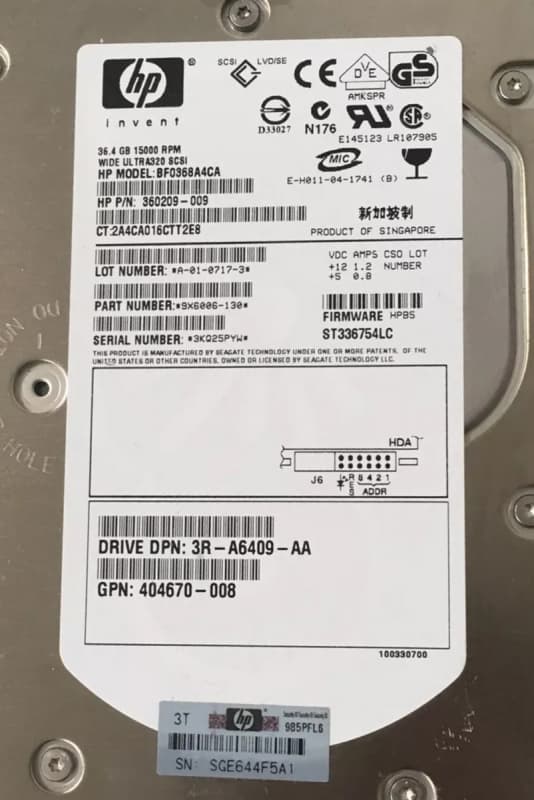 hp
®
invent
SCSI LVD/SE
CE
DVE
GS
AMKSPR
D33027
N176
E145123 LR107905
MIC
E-H011-04-1741 (B)
36.4 GB 15000 RPM
WIDE ULTRA320 SCSI
HP MODEL: BF0368A4CA
HP P/N: 360209-009
CT:2A4CA016CTT2E8
新加坡制
PRODUCT OF SINGAPORE
LOT NUMBER: *A-01-0717-3*
VDC AMPS CSO LOT
+12 1.2 NUMBER
+5 0.8
PART NUMBER:*9X6006-130*
FIRMWARE HPB5
SERIAL NUMBER: *3KQ25PYW*
ST336754LC
THIS PRODUCT IS MANUFACTURED BY SEAGATE TECHNOLOGY UNDER ONE OR MORE PATENTS, OF THE
UNITED STATES OR OTHER COUNTRIES, OWNED OR LICENSED BY SEAGATE TECHNOLOGY LLC.
HDA
J6
RES 8 4 2 1
ADDR
DRIVE DPN: 3R-A6409-AA
GPN: 404670-008
100330700
3T
hp
985PFLG
SN: SGE644F5A1
HOLE